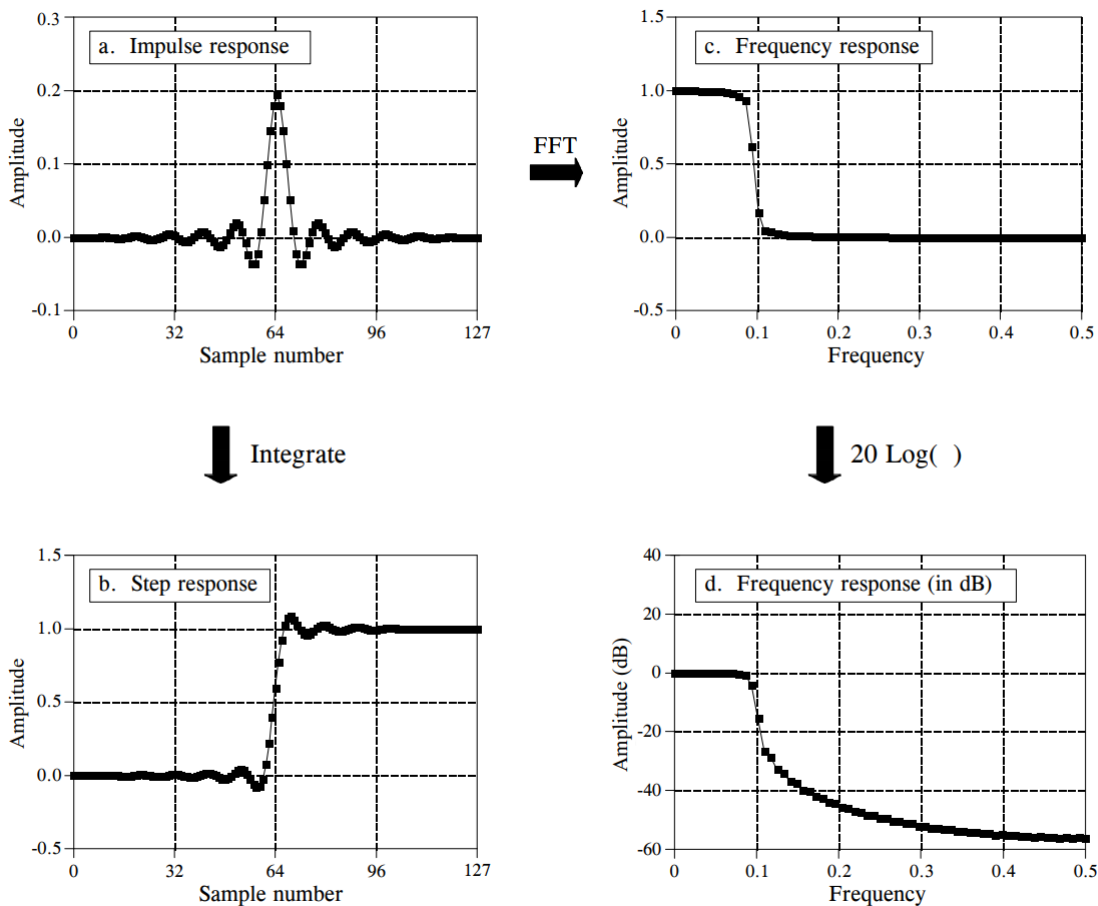 a. Impulse response
0.3
0.2
0.1
0.0
-0.1
Amplitude
0 32 64 96 127
Sample number
FFT
c. Frequency response
1.5
1.0
0.5
0.0
-0.5
Amplitude
0 0.1 0.2 0.3 0.4 0.5
Frequency
Integrate
20 Log( )
b. Step response
1.5
1.0
0.5
0.0
-0.5
Amplitude
0 32 64 96 127
Sample number
d. Frequency response (in dB)
40
20
0
-20
-40
-60
Amplitude (dB)
0 0.1 0.2 0.3 0.4 0.5
Frequency